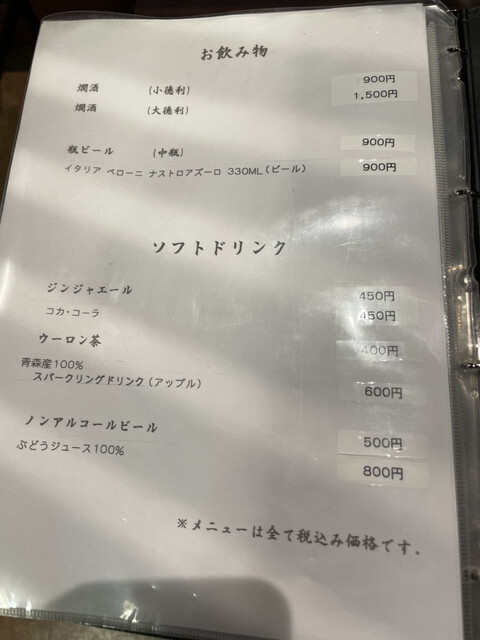 お飲み物
燗酒 (小徳利) 900円
燗酒 (大徳利) 1,500円
瓶ビール (中瓶) 900円
イタリア ペローニ ナストロアズーロ 330ML(ビール) 900円
ソフトドリンク
ジンジャエール 450円
コカ・コーラ 450円
ウーロン茶 400円
青森産100%
スパークリングドリンク(アップル) 600円
ノンアルコールビール 500円
ぶどうジュース100% 800円
※メニューは全て税込み価格です。